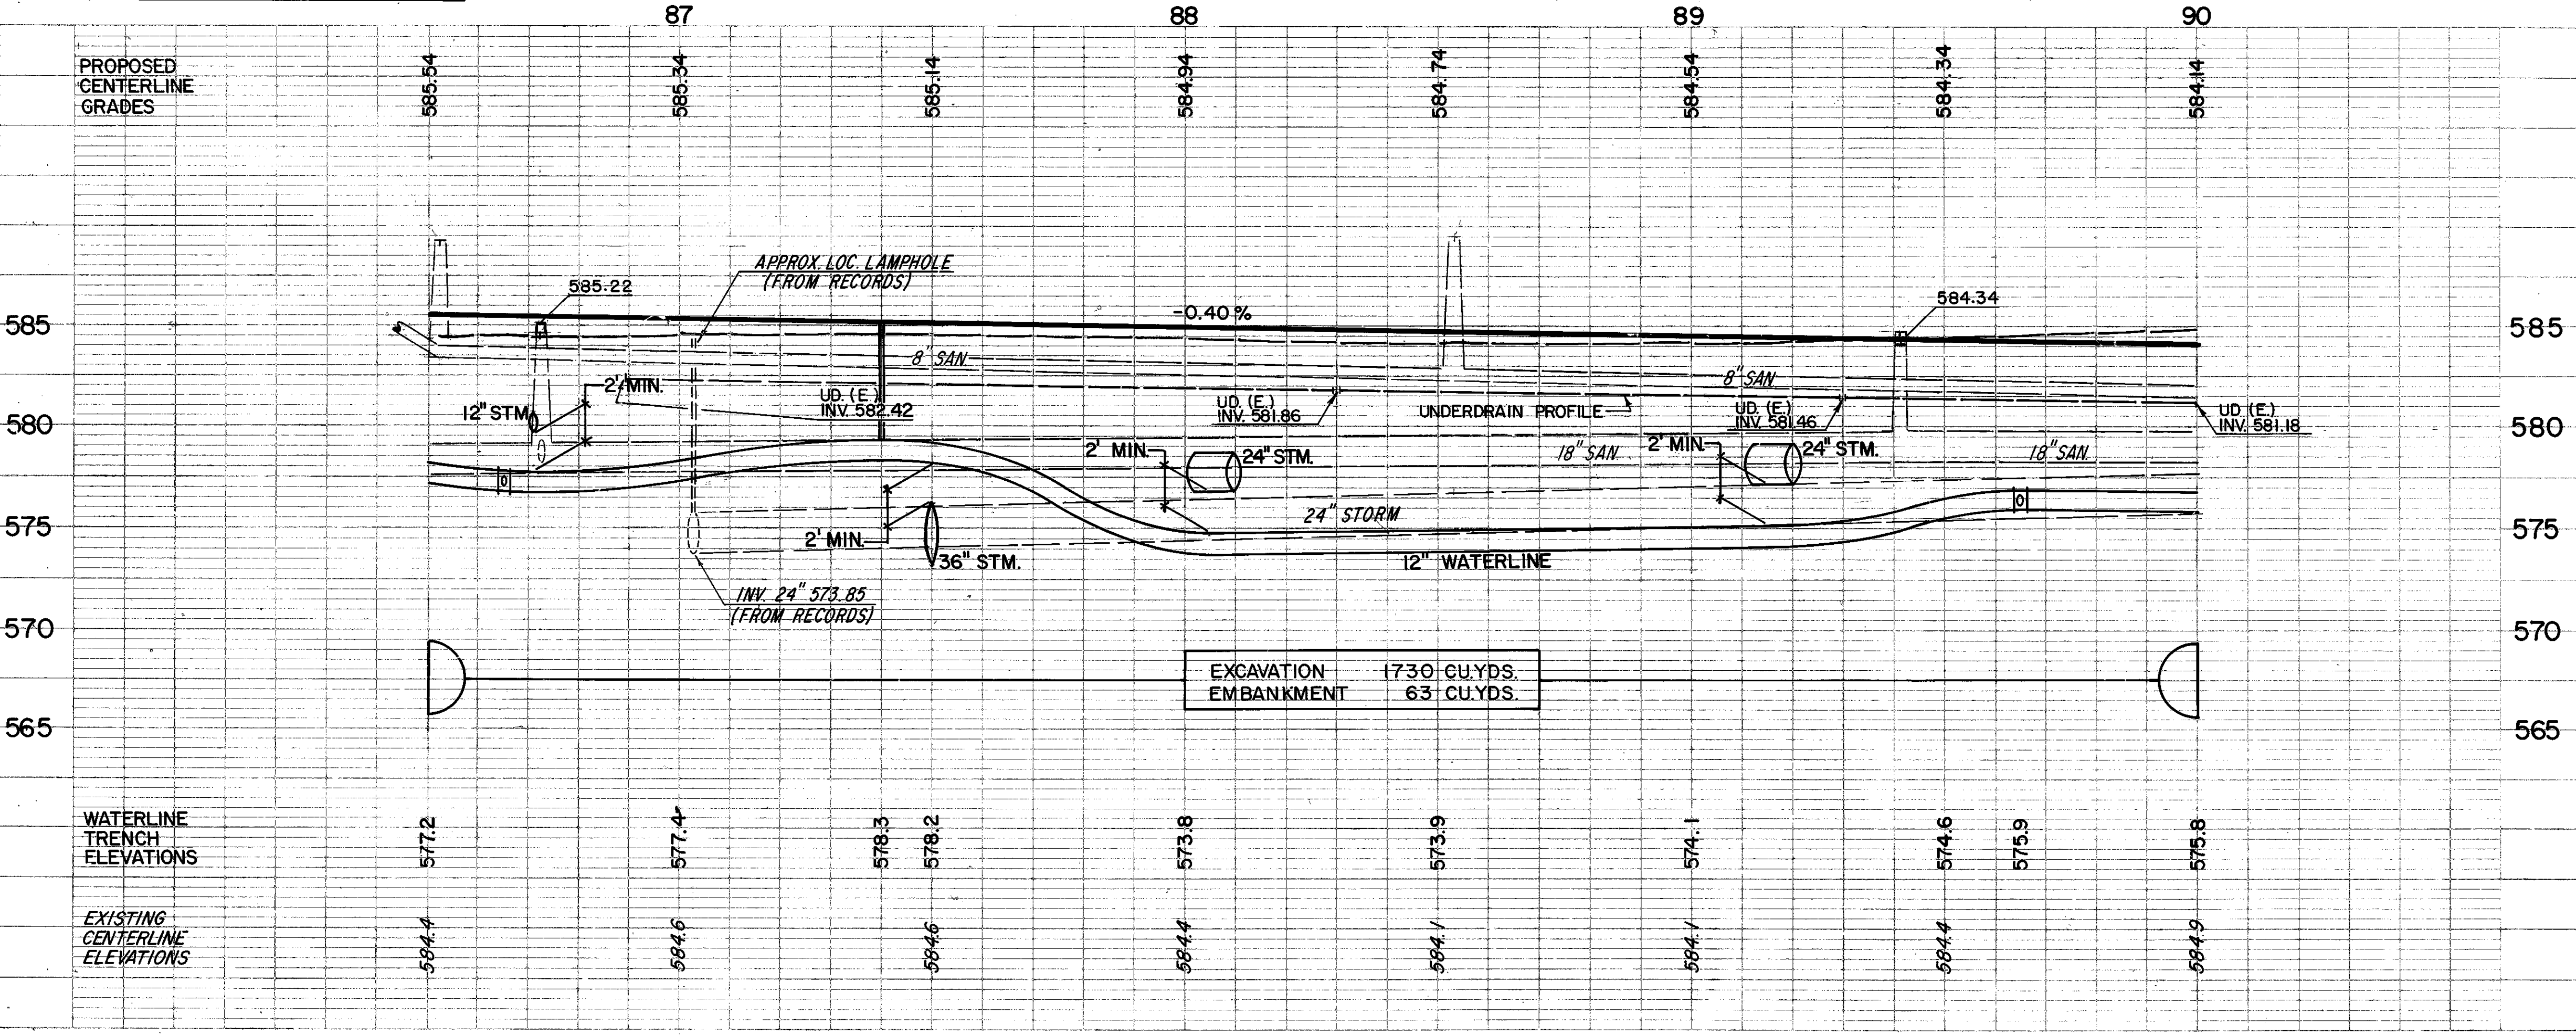 87 88 89 90
PROPOSED
CENTERLINE
GRADES
585.54 585.34 585.14 584.94 584.74 584.54 584.34 584.14
APPROX. LOC. LAMPHOLE
(FROM RECORDS)
585.22
-0.40%
584.34
585 585
8" SAN.
8" SAN.
2' MIN.
12" STM.
UD. (E.)
INV. 582.42
UD. (E.)
INV. 581.86
UNDERDRAIN PROFILE
UD. (E.)
INV. 581.46
UD. (E.)
INV. 581.18
580 580
2' MIN.
24" STM.
18" SAN.
2' MIN.
24" STM.
18" SAN.
575 575
24" STORM
2' MIN.
36" STM.
12" WATERLINE
INV. 24" 573.85
(FROM RECORDS)
570 570
EXCAVATION 1730 CU.YDS.
EMBANKMENT 63 CU.YDS.
565 565
WATERLINE
TRENCH
ELEVATIONS
577.2 577.4 578.3 578.2 573.8 573.9 574.1 574.6 575.9 575.8
EXISTING
CENTERLINE
ELEVATIONS
584.4 584.6 584.6 584.4 584.1 584.1 584.4 584.9